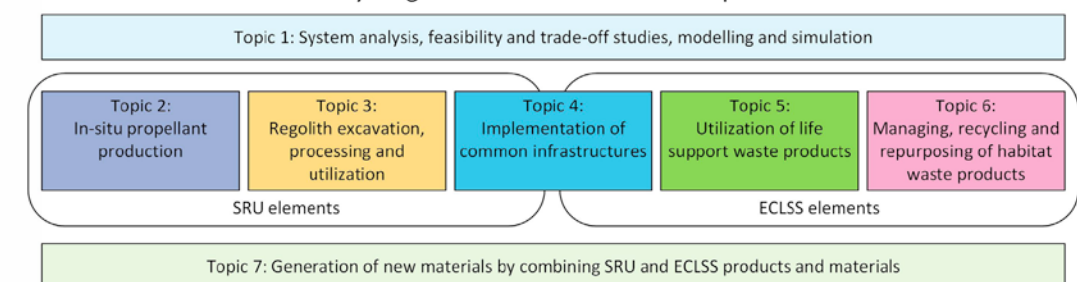 Topic 1: System analysis, feasibility and trade-off studies, modelling and simulation
Topic 2:
In-situ propellant
production
Topic 3:
Regolith excavation,
processing and
utilization
Topic 4:
Implementation of
common infrastructures
Topic 5:
Utilization of life
support waste products
Topic 6:
Managing, recycling and
repurposing of habitat
waste products
SRU elements
ECLSS elements
Topic 7: Generation of new materials by combining SRU and ECLSS products and materials